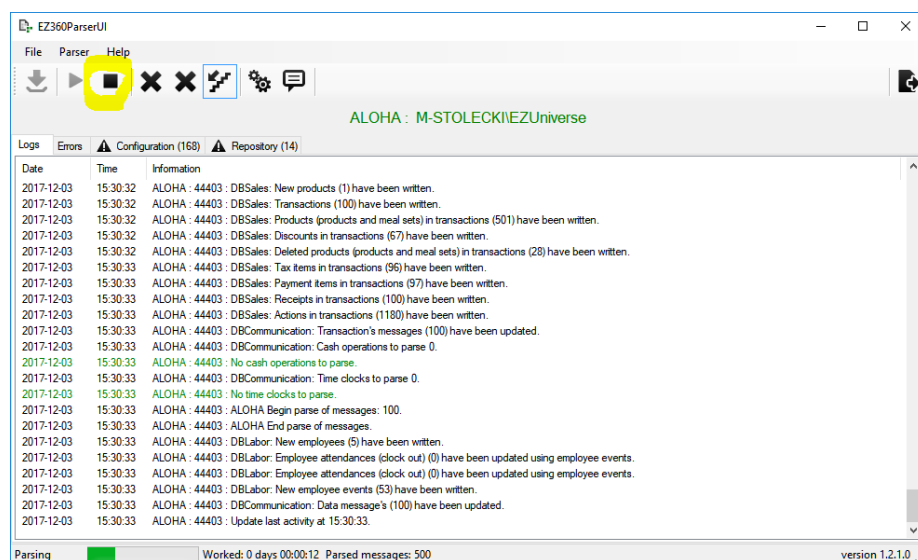 EZ360ParserUI
File Parser Help
ALOHA : M-STOLECKI\EZUniverse
Logs Errors Configuration (168) Repository (14)
Date Time Information
2017-12-03 15:30:32 ALOHA : 44403 : DBSales: New products (1) have been written.
2017-12-03 15:30:32 ALOHA : 44403 : DBSales: Transactions (100) have been written.
2017-12-03 15:30:32 ALOHA : 44403 : DBSales: Products (products and meal sets) in transactions (501) have been written.
2017-12-03 15:30:32 ALOHA : 44403 : DBSales: Discounts in transactions (67) have been written.
2017-12-03 15:30:32 ALOHA : 44403 : DBSales: Deleted products (products and meal sets) in transactions (28) have been written.
2017-12-03 15:30:33 ALOHA : 44403 : DBSales: Tax items in transactions (96) have been written.
2017-12-03 15:30:33 ALOHA : 44403 : DBSales: Payment items in transactions (97) have been written.
2017-12-03 15:30:33 ALOHA : 44403 : DBSales: Receipts in transactions (100) have been written.
2017-12-03 15:30:33 ALOHA : 44403 : DBSales: Actions in transactions (1180) have been written.
2017-12-03 15:30:33 ALOHA : 44403 : DBCommunication: Transaction's messages (100) have been updated.
2017-12-03 15:30:33 ALOHA : 44403 : DBCommunication: Cash operations to parse 0.
2017-12-03 15:30:33 ALOHA : 44403 : No cash operations to parse.
2017-12-03 15:30:33 ALOHA : 44403 : DBCommunication: Time clocks to parse 0.
2017-12-03 15:30:33 ALOHA : 44403 : No time clocks to parse.
2017-12-03 15:30:33 ALOHA : 44403 : ALOHA Begin parse of messages: 100.
2017-12-03 15:30:33 ALOHA : 44403 : ALOHA End parse of messages.
2017-12-03 15:30:33 ALOHA : 44403 : DBLabor: New employees (5) have been written.
2017-12-03 15:30:33 ALOHA : 44403 : DBLabor: Employee attendances (clock out) (0) have been updated using employee events.
2017-12-03 15:30:33 ALOHA : 44403 : DBLabor: Employee attendances (clock out) (0) have been updated using employee events.
2017-12-03 15:30:33 ALOHA : 44403 : DBLabor: New employee events (53) have been written.
2017-12-03 15:30:33 ALOHA : 44403 : DBCommunication: Data message's (100) have been updated.
2017-12-03 15:30:33 ALOHA : 44403 : Update last activity at 15:30:33.
Parsing Worked: 0 days 00:00:12 Parsed messages: 500 version 1.2.1.0